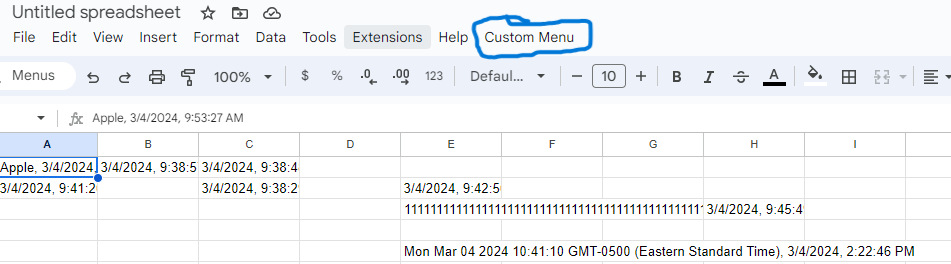 Untitled spreadsheet
File Edit View Insert Format Data Tools Extensions Help Custom Menu
Menus 100% $ % .0 .00 123 Defaul... 10 B I S A
fx Apple, 3/4/2024, 9:53:27 AM
A B C D E F G H I
Apple, 3/4/2024, 3/4/2024, 9:38:5 3/4/2024, 9:38:4
3/4/2024, 9:41:2 3/4/2024, 9:38:2 3/4/2024, 9:42:5
3/4/2024, 9:45:4
Mon Mar 04 2024 10:41:10 GMT-0500 (Eastern Standard Time), 3/4/2024, 2:22:46 PM